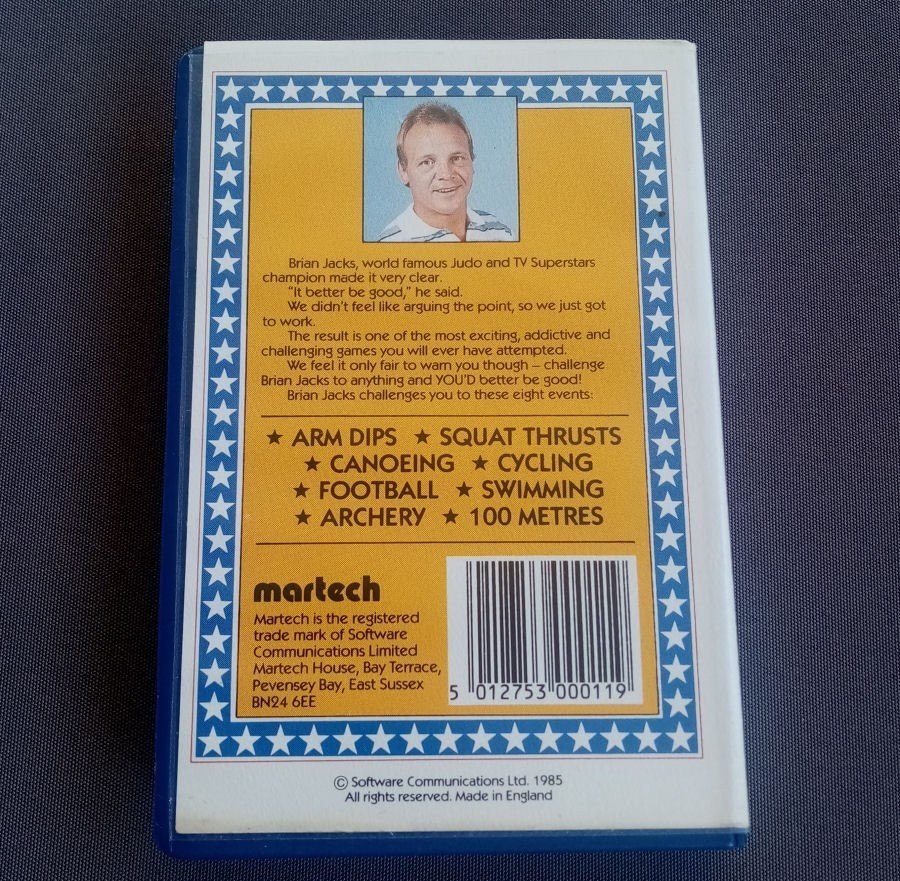 Brian Jacks, world famous Judo and TV Superstars
champion made it very clear.
"It better be good," he said.
We didn't feel like arguing the point, so we just got
to work.
The result is one of the most exciting, addictive and
challenging games you will ever have attempted.
We feel it only fair to warn you though – challenge
Brian Jacks to anything and YOU'D better be good!
Brian Jacks challenges you to these eight events:
★ ARM DIPS ★ SQUAT THRUSTS
★ CANOEING ★ CYCLING
★ FOOTBALL ★ SWIMMING
★ ARCHERY ★ 100 METRES
martech
Martech is the registered
trade mark of Software
Communications Limited
Martech House, Bay Terrace,
Pevensey Bay, East Sussex
BN24 6EE
5 012753 000119
© Software Communications Ltd. 1985
All rights reserved. Made in England